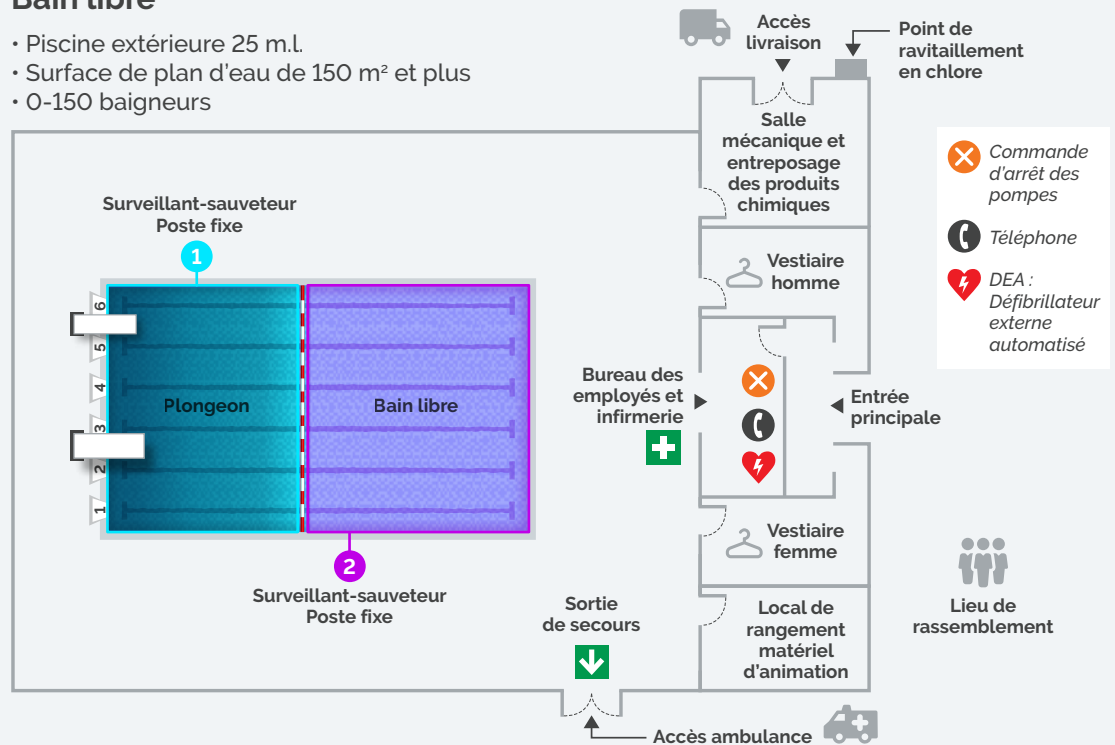 Bain libre
• Piscine extérieure 25 m.l.
• Surface de plan d'eau de 150 m² et plus
• 0-150 baigneurs
Accès
livraison
Point de
ravitaillement
en chlore
Salle
mécanique et
entreposage
des produits
chimiques
Commande
d'arrêt des
pompes
Téléphone
DEA :
Défibrillateur
externe
automatisé
Surveillant-sauveteur
Poste fixe
1
Vestiaire
homme
6
5
4
3
2
1
Plongeon
Bain libre
Bureau des
employés et
infirmerie
Entrée
principale
2
Surveillant-sauveteur
Poste fixe
Vestiaire
femme
Sortie
de secours
Local de
rangement
matériel
d'animation
Lieu de
rassemblement
Accès ambulance